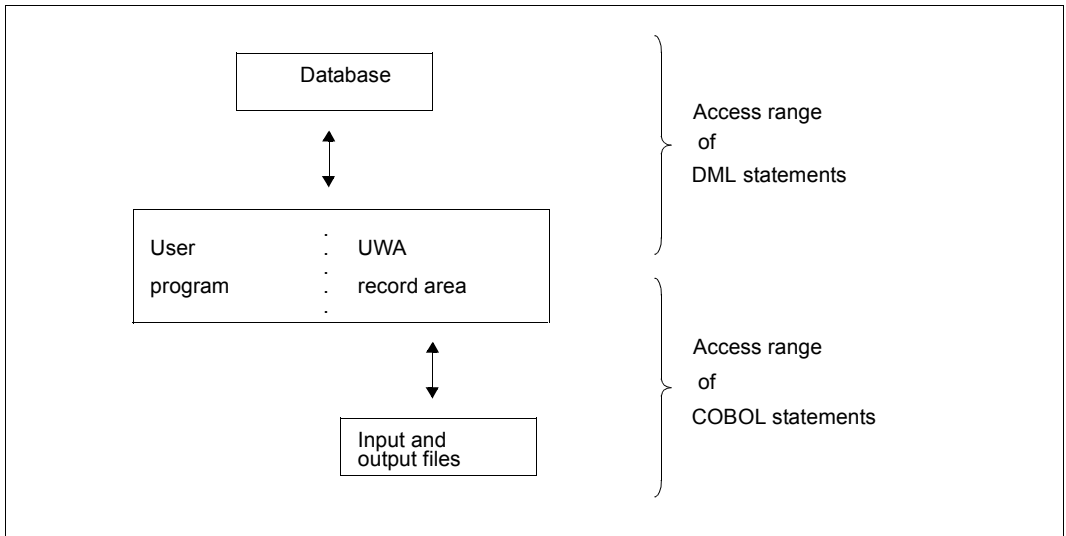 Database
Access range
of
DML statements
User : UWA
program : record area
Access range
of
COBOL statements
Input and
output files